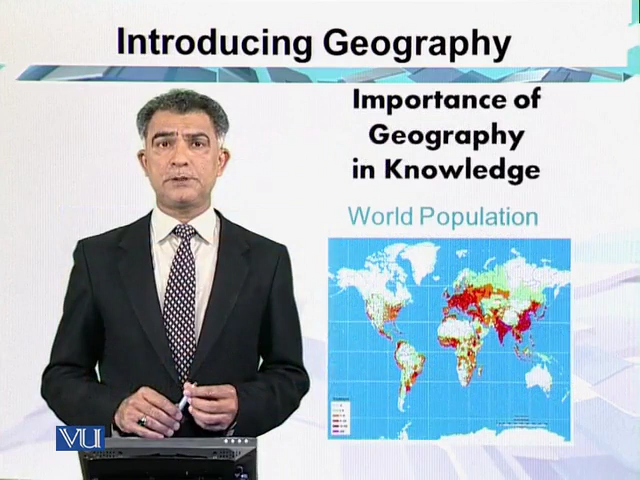 Introducing Geography
Importance of
Geography
in Knowledge
World Population
VU